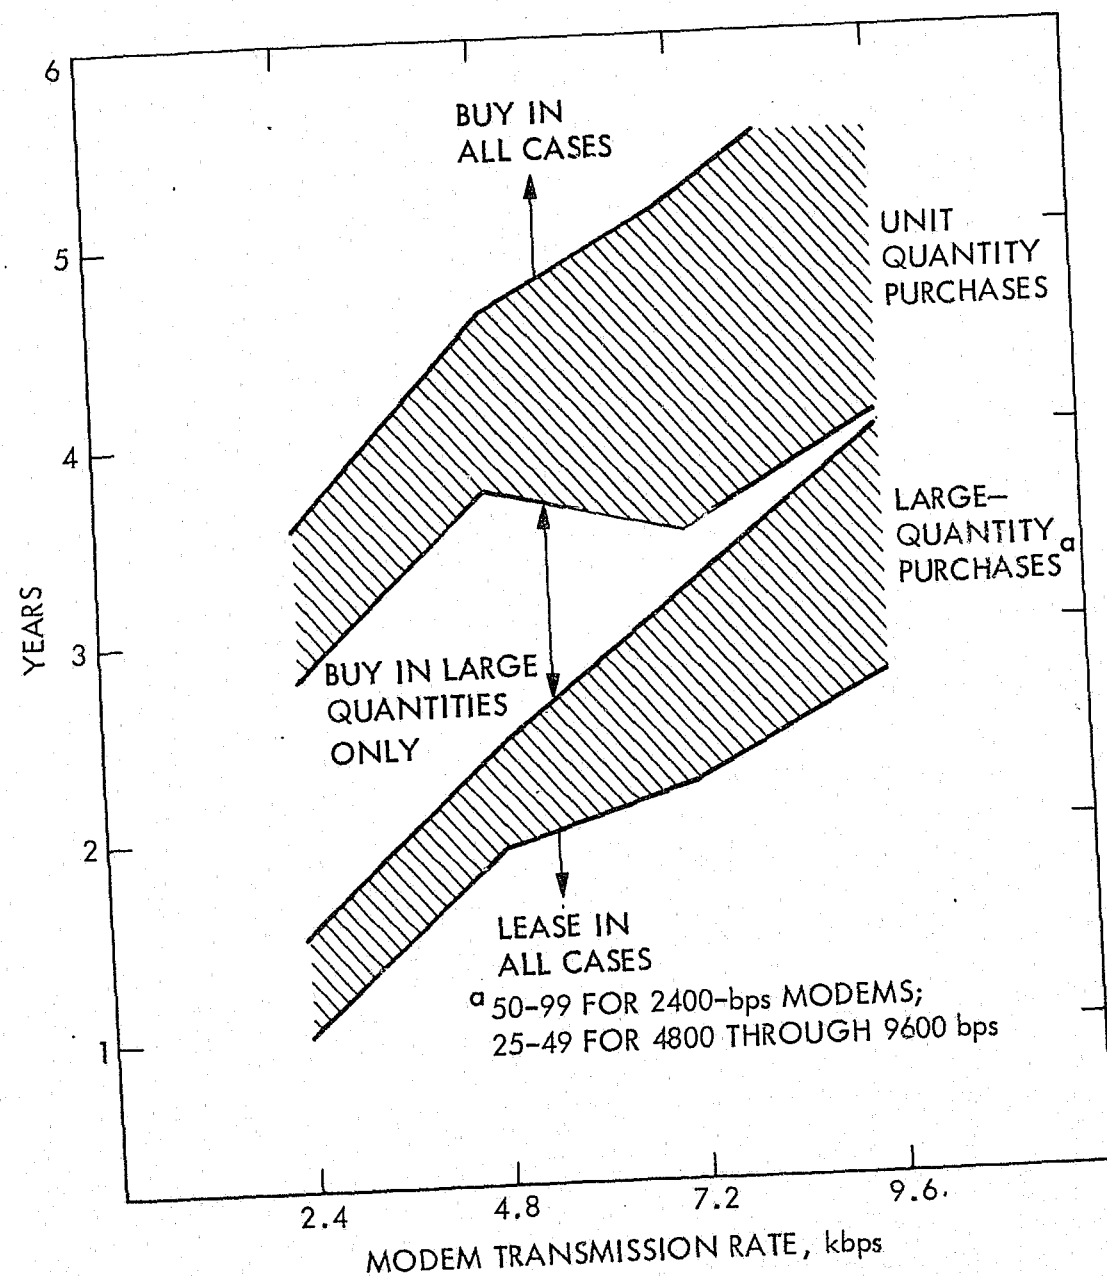 6
BUY IN
ALL CASES
UNIT
QUANTITY
PURCHASES
5
4
LARGE–
QUANTITY
PURCHASESª
YEARS
3
BUY IN LARGE
QUANTITIES
ONLY
2
LEASE IN
ALL CASES
ª 50–99 FOR 2400–bps MODEMS;
25–49 FOR 4800 THROUGH 9600 bps
1
2.4 4.8 7.2 9.6.
MODEM TRANSMISSION RATE, kbps